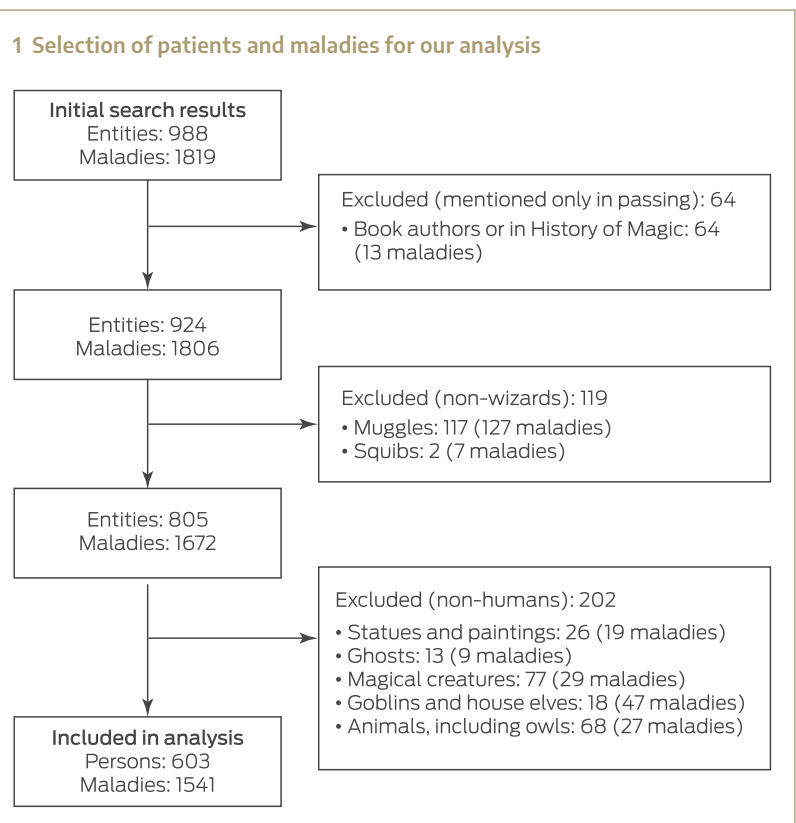 1 Selection of patients and maladies for our analysis
Initial search results
Entities: 988
Maladies: 1819
Excluded (mentioned only in passing): 64
• Book authors or in History of Magic: 64
(13 maladies)
Entities: 924
Maladies: 1806
Excluded (non-wizards): 119
• Muggles: 117 (127 maladies)
• Squibs: 2 (7 maladies)
Entities: 805
Maladies: 1672
Excluded (non-humans): 202
• Statues and paintings: 26 (19 maladies)
• Ghosts: 13 (9 maladies)
• Magical creatures: 77 (29 maladies)
• Goblins and house elves: 18 (47 maladies)
• Animals, including owls: 68 (27 maladies)
Included in analysis
Persons: 603
Maladies: 1541